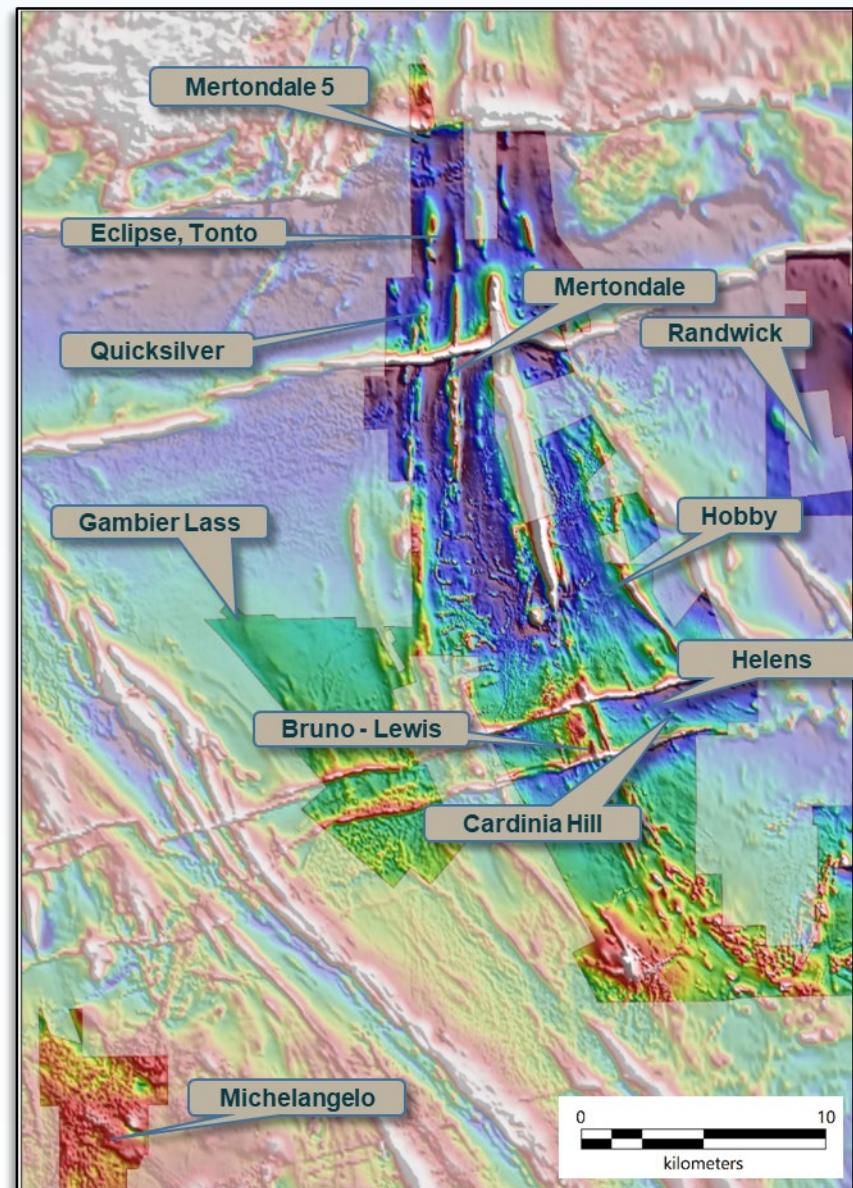 Mertondale 5
Eclipse, Tonto
Mertondale
Quicksilver
Randwick
Gambier Lass
Hobby
Helens
Bruno - Lewis
Cardinia Hill
Michelangelo
0 10
kilometers